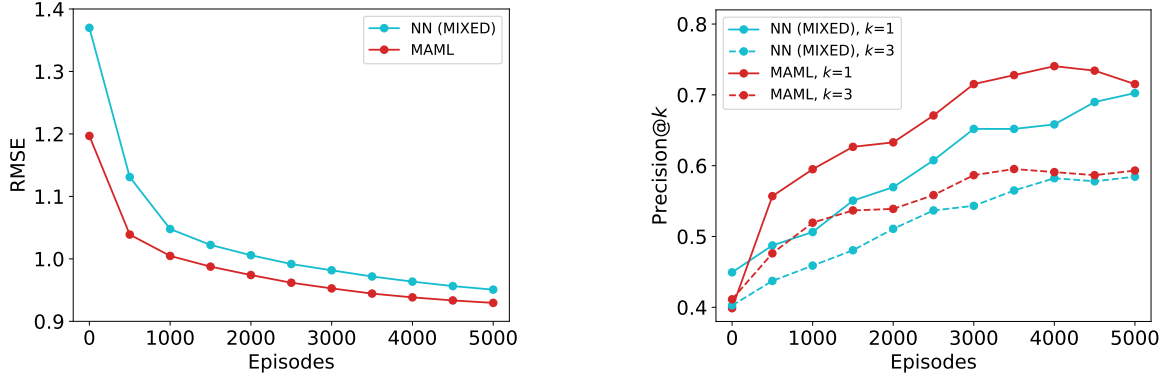 1.4
1.3
1.2
1.1
1.0
0.9
RMSE
0
1000
2000
3000
4000
5000
Episodes
NN (MIXED)
MAML
0.8
0.7
0.6
0.5
0.4
Precision@k
0
1000
2000
3000
4000
5000
Episodes
NN (MIXED), k=1
NN (MIXED), k=3
MAML, k=1
MAML, k=3